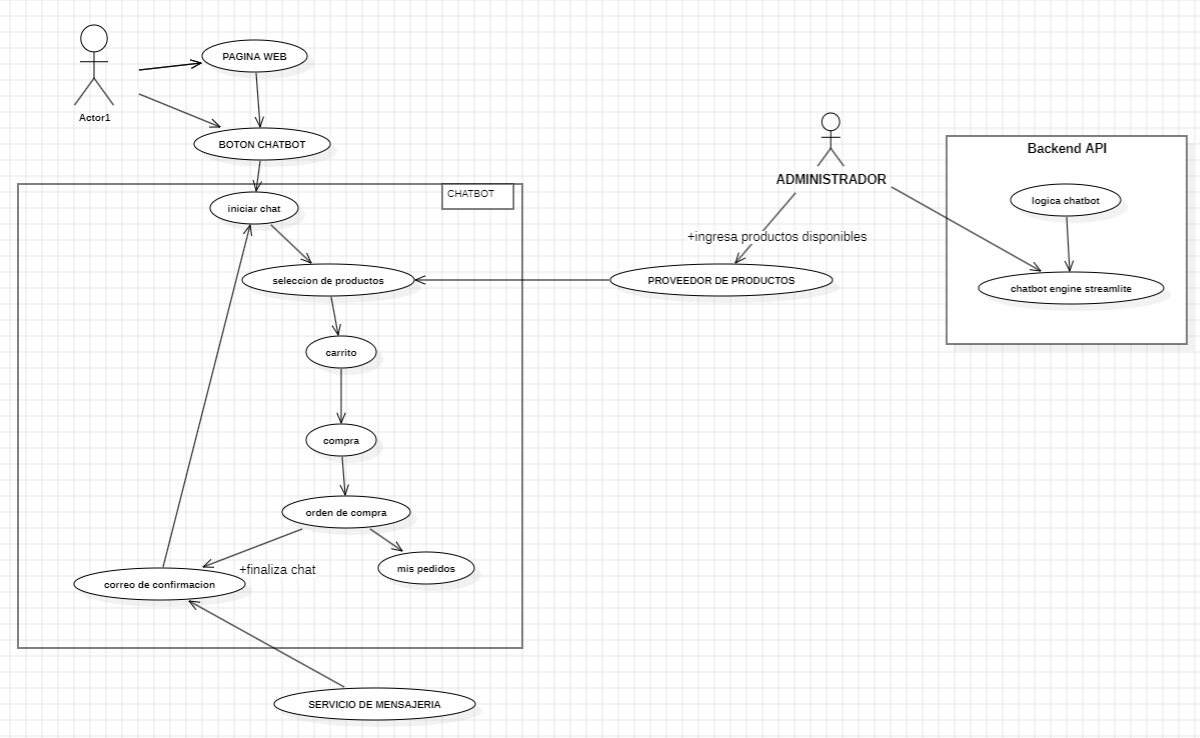 PAGINA WEB
Actor1
BOTON CHATBOT
ADMINISTRADOR
Backend API
CHATBOT
iniciar chat
logica chatbot
+ingresa productos disponibles
seleccion de productos
PROVEEDOR DE PRODUCTOS
chatbot engine streamlite
carrito
compra
orden de compra
+finaliza chat
mis pedidos
correo de confirmacion
SERVICIO DE MENSAJERIA